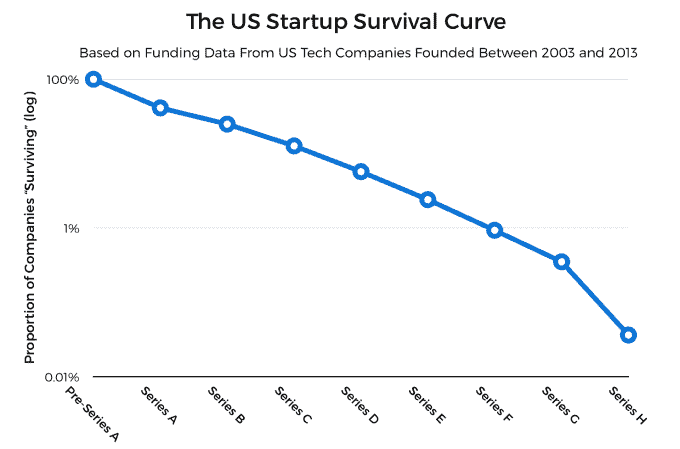 The US Startup Survival Curve
Based on Funding Data From US Tech Companies Founded Between 2003 and 2013
Proportion of Companies "Surviving" (log)
100%
1%
0.01%
Pre-Series A
Series A
Series B
Series C
Series D
Series E
Series F
Series G
Series H